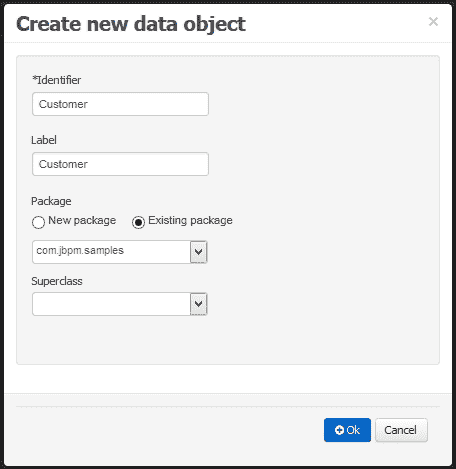 Create new data object ×
*Identifier
Customer
Label
Customer
Package
New package Existing package
com.jbpm.samples
Superclass
Ok Cancel